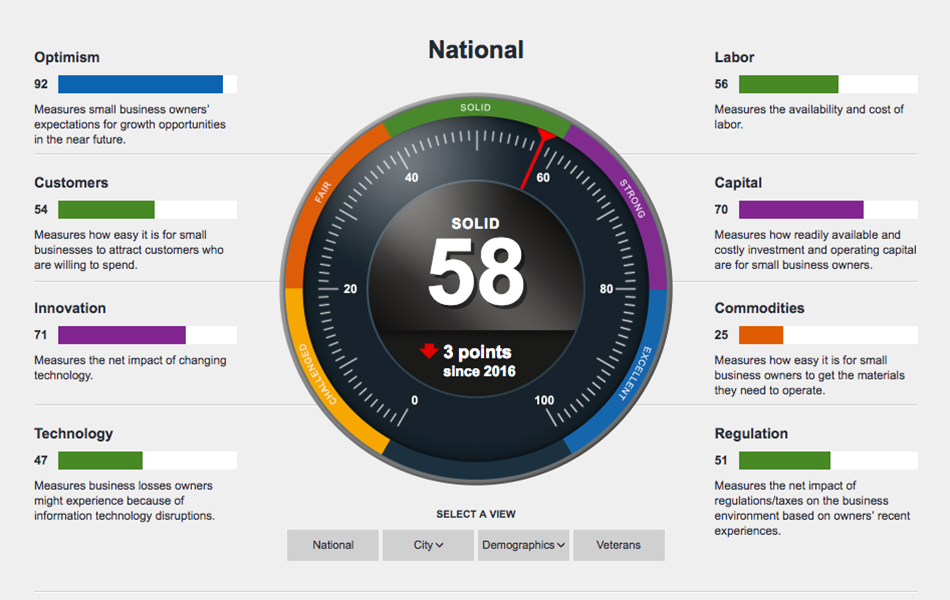 National
Optimism
92
Measures small business owners'
expectations for growth opportunities
in the near future.
Customers
54
Measures how easy it is for small
businesses to attract customers who
are willing to spend.
Innovation
71
Measures the net impact of changing
technology.
Technology
47
Measures business losses owners
might experience because of
information technology disruptions.
SOLID
FAIR
STRONG
CHALLENGED
EXCELLENT
40
60
20
80
0
100
SOLID
58
3 points
since 2016
SELECT A VIEW
National
City
Demographics
Veterans
Labor
56
Measures the availability and cost of
labor.
Capital
70
Measures how readily available and
costly investment and operating capital
are for small business owners.
Commodities
25
Measures how easy it is for small
business owners to get the materials
they need to operate.
Regulation
51
Measures the net impact of
regulations/taxes on the business
environment based on owners' recent
experiences.